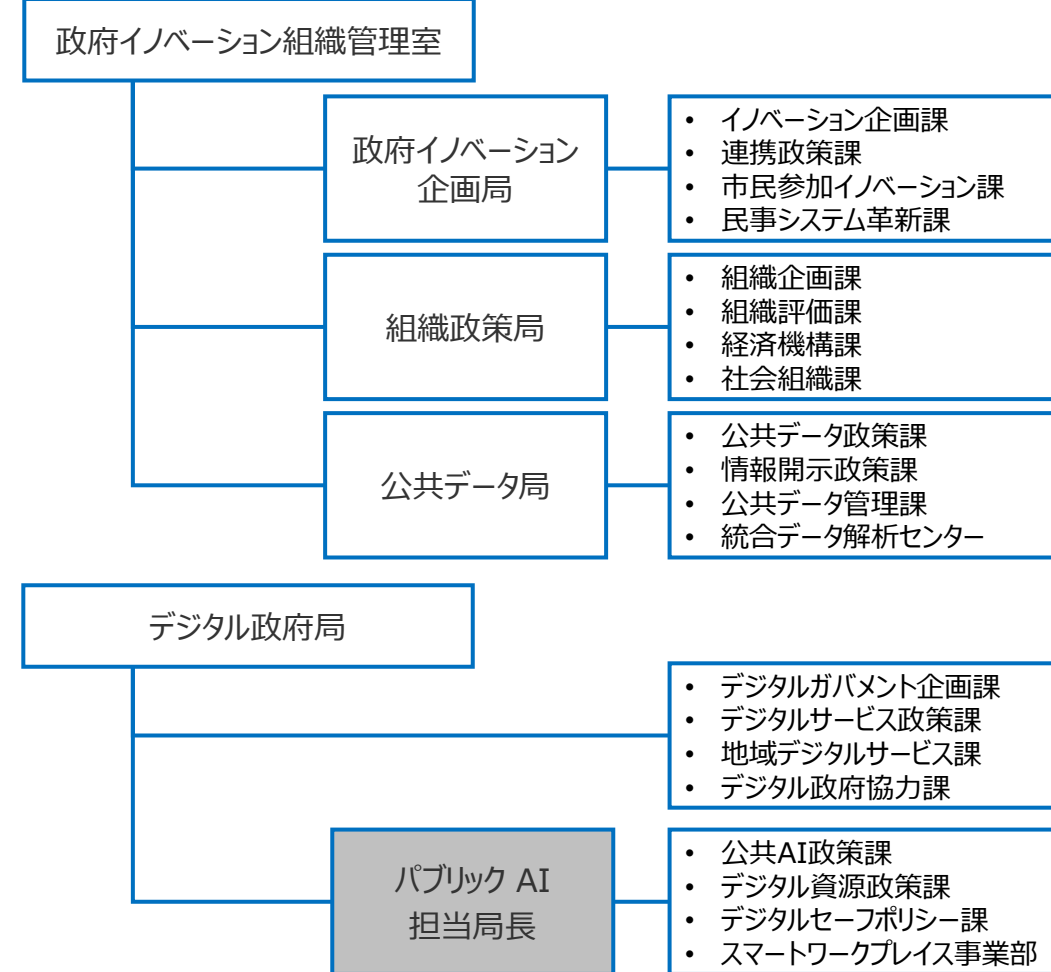 政府イノベーション組織管理室
政府イノベーション
企画局
• イノベーション企画課
• 連携政策課
• 市民参加イノベーション課
• 民事システム革新課
組織政策局
• 組織企画課
• 組織評価課
• 経済機構課
• 社会組織課
公共データ局
• 公共データ政策課
• 情報開示政策課
• 公共データ管理課
• 統合データ解析センター
デジタル政府局
• デジタルガバメント企画課
• デジタルサービス政策課
• 地域デジタルサービス課
• デジタル政府協力課
パブリック AI
担当局長
• 公共AI政策課
• デジタル資源政策課
• デジタルセーフポリシー課
• スマートワークプレイス事業部